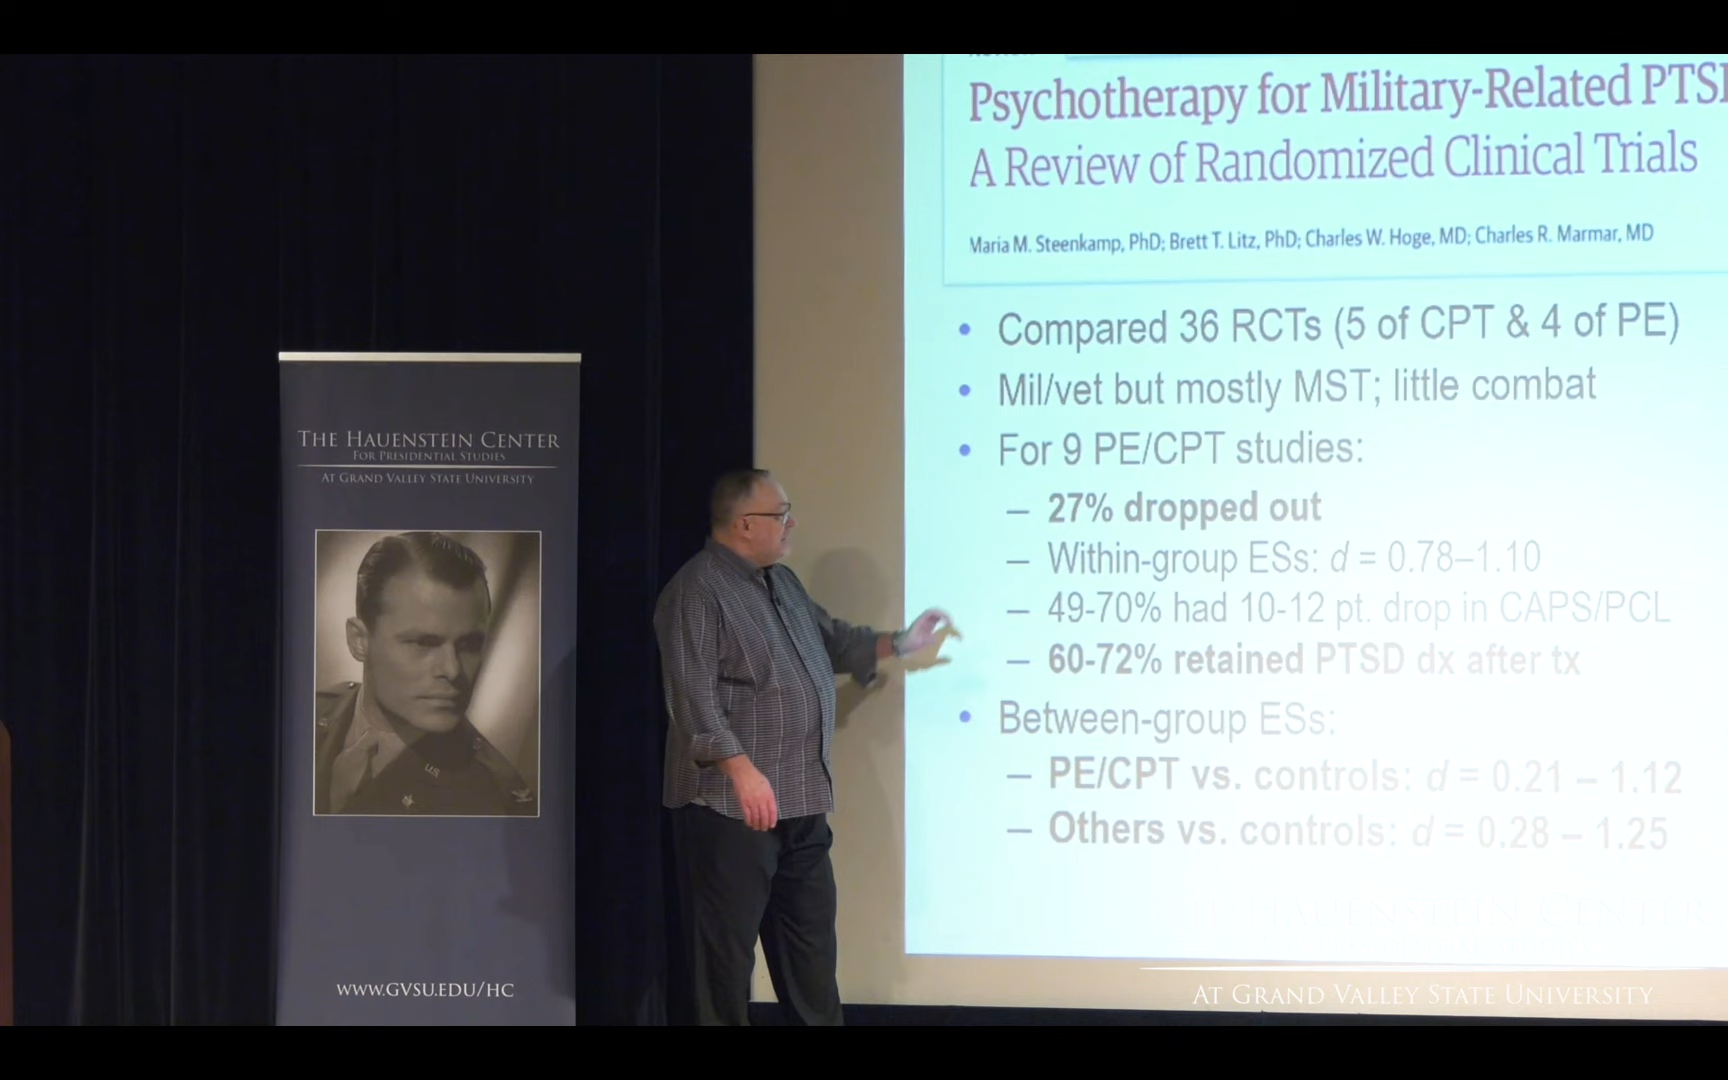 THE HAUENSTEIN CENTER
FOR PRESIDENTIAL STUDIES
AT GRAND VALLEY STATE UNIVERSITY
US
WWW.GVSU.EDU/HC
Psychotherapy for Military-Related PTSD
A Review of Randomized Clinical Trials
Maria M. Steenkamp, PhD; Brett T. Litz, PhD; Charles W. Hoge, MD; Charles R. Marmar, MD
• Compared 36 RCTs (5 of CPT & 4 of PE)
• Mil/vet but mostly MST; little combat
• For 9 PE/CPT studies:
– 27% dropped out
– Within-group ESs: d = 0.78–1.10
– 49-70% had 10-12 pt. drop in CAPS/PCL
– 60-72% retained PTSD dx after tx
• Between-group ESs:
– PE/CPT vs. controls: d = 0.21 – 1.12
– Others vs. controls: d = 0.28 – 1.25
HAUENSTEIN CENTER
AT GRAND VALLEY STATE UNIVERSITY